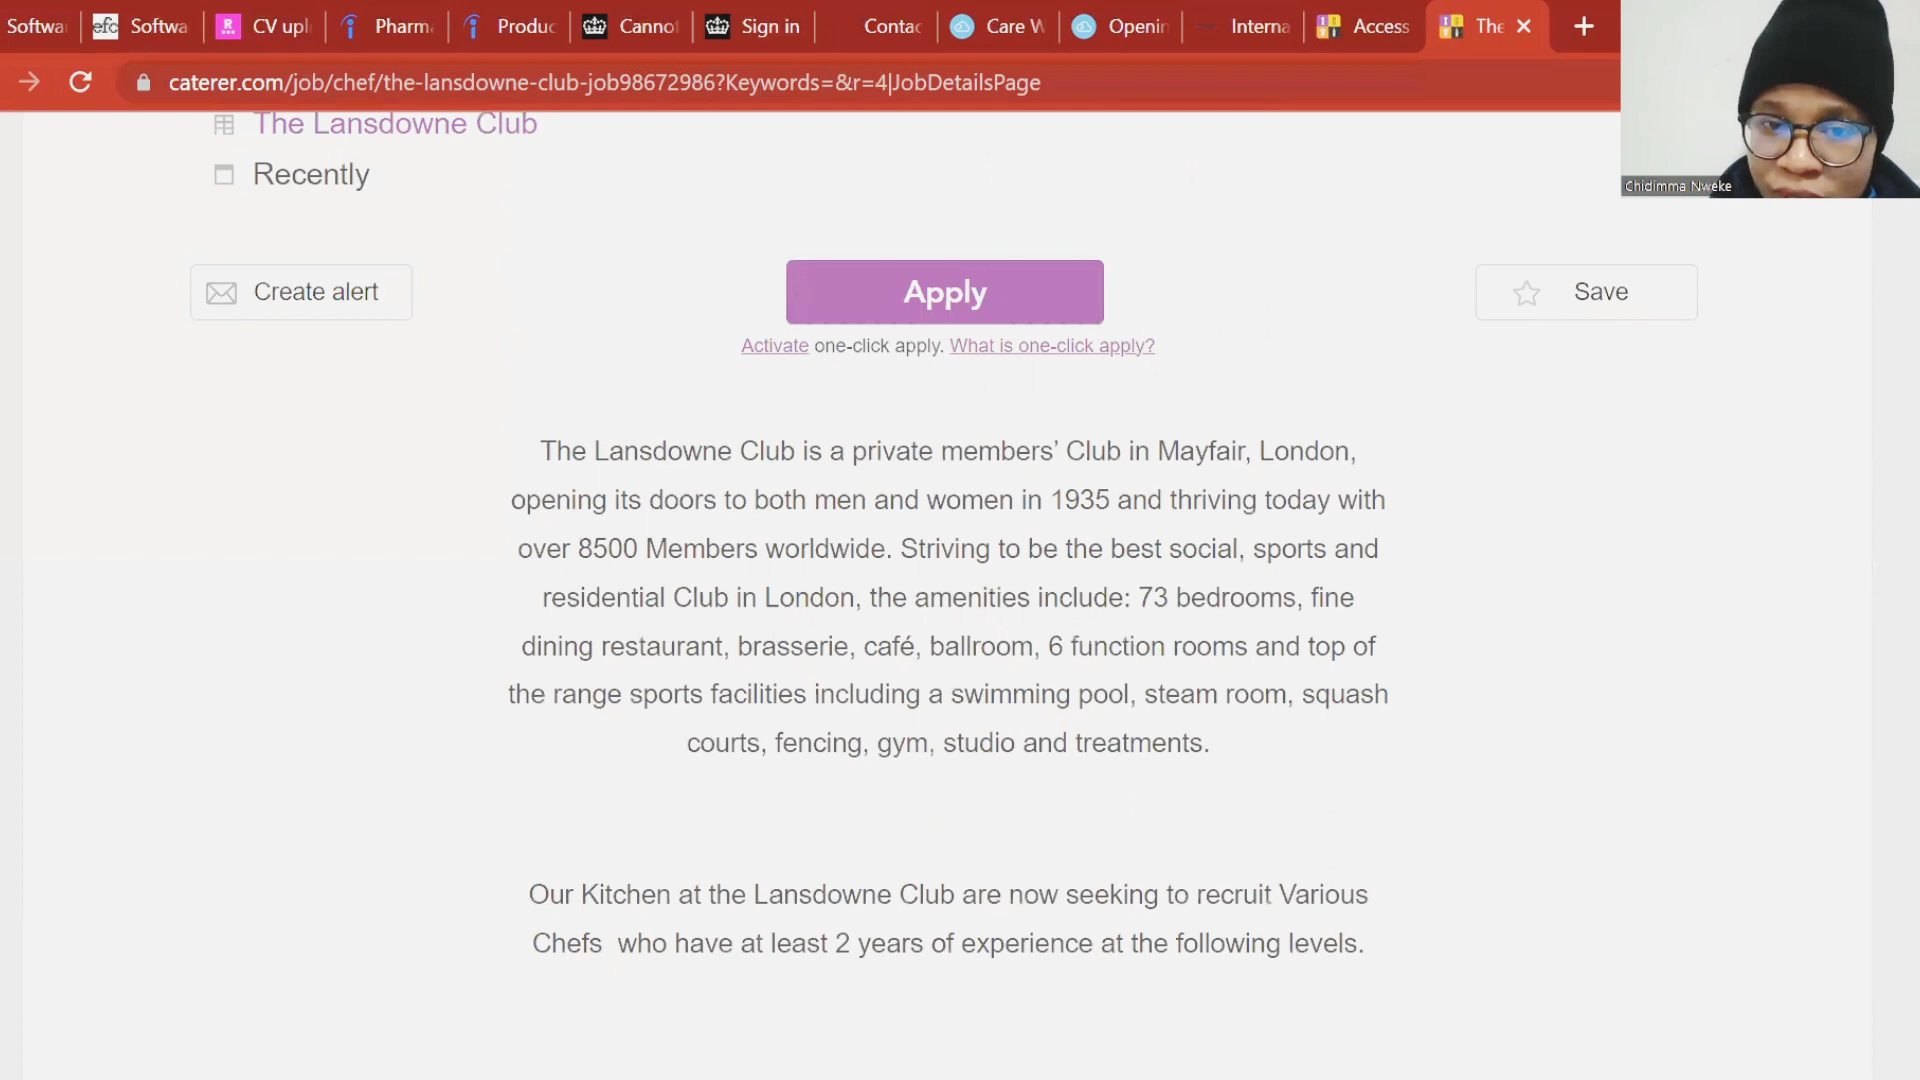 Softwa
efc Softwa
R CV upl
Pharm
Produc
Canno
Sign in
Contac
Care W
Openin
Interna
Access
The
caterer.com/job/chef/the-lansdowne-club-job98672986?Keywords=&r=4|JobDetailsPage
Chidimma Nweke
The Lansdowne Club
Recently
Create alert
Apply
Save
Activate one-click apply. What is one-click apply?
The Lansdowne Club is a private members’ Club in Mayfair, London,
opening its doors to both men and women in 1935 and thriving today with
over 8500 Members worldwide. Striving to be the best social, sports and
residential Club in London, the amenities include: 73 bedrooms, fine
dining restaurant, brasserie, café, ballroom, 6 function rooms and top of
the range sports facilities including a swimming pool, steam room, squash
courts, fencing, gym, studio and treatments.
Our Kitchen at the Lansdowne Club are now seeking to recruit Various
Chefs  who have at least 2 years of experience at the following levels.